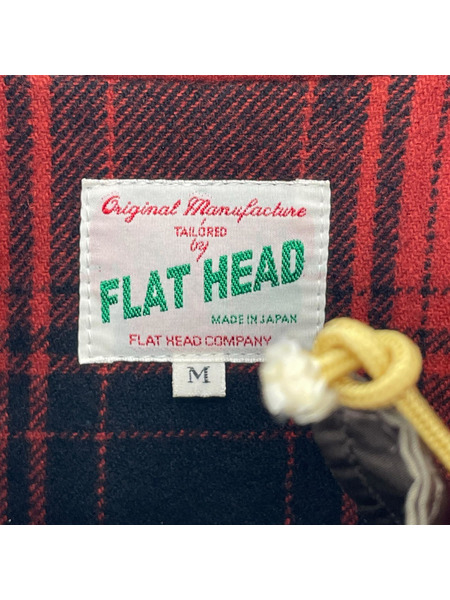 Original Manufacture
TAILORED
by
FLAT HEAD
MADE IN JAPAN
FLAT HEAD COMPANY
M